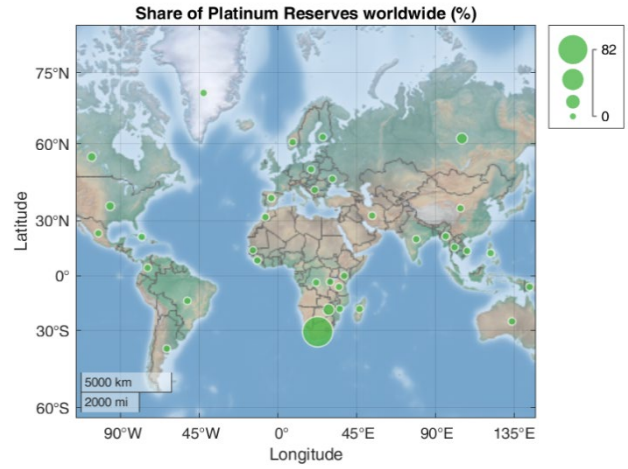 Share of Platinum Reserves worldwide (%)
82
0
75°N
60°N
30°N
0°
30°S
60°S
Latitude
5000 km
2000 mi
90°W 45°W 0° 45°E 90°E 135°E
Longitude